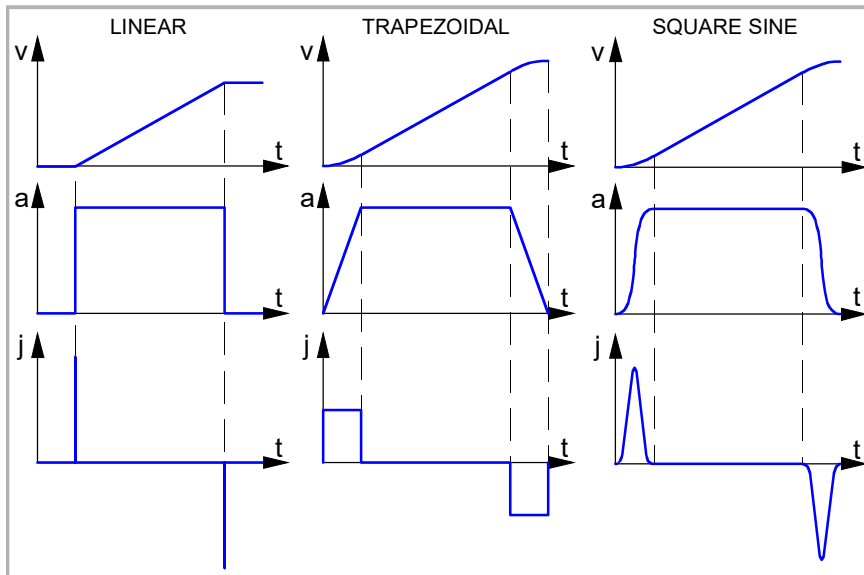 LINEAR TRAPEZOIDAL SQUARE SINE
v t v t v t
a t a t a t
j t j t j t